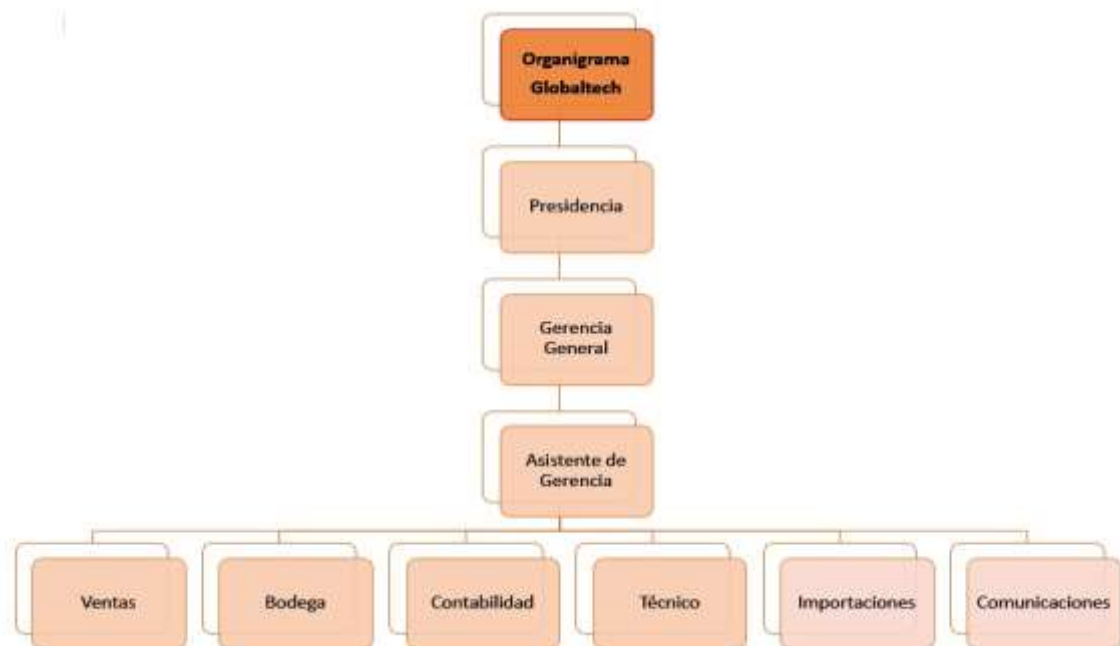 Organigrama
Globaltech
Presidencia
Gerencia
General
Asistente de
Gerencia
Ventas
Bodega
Contabilidad
Técnico
Importaciones
Comunicaciones